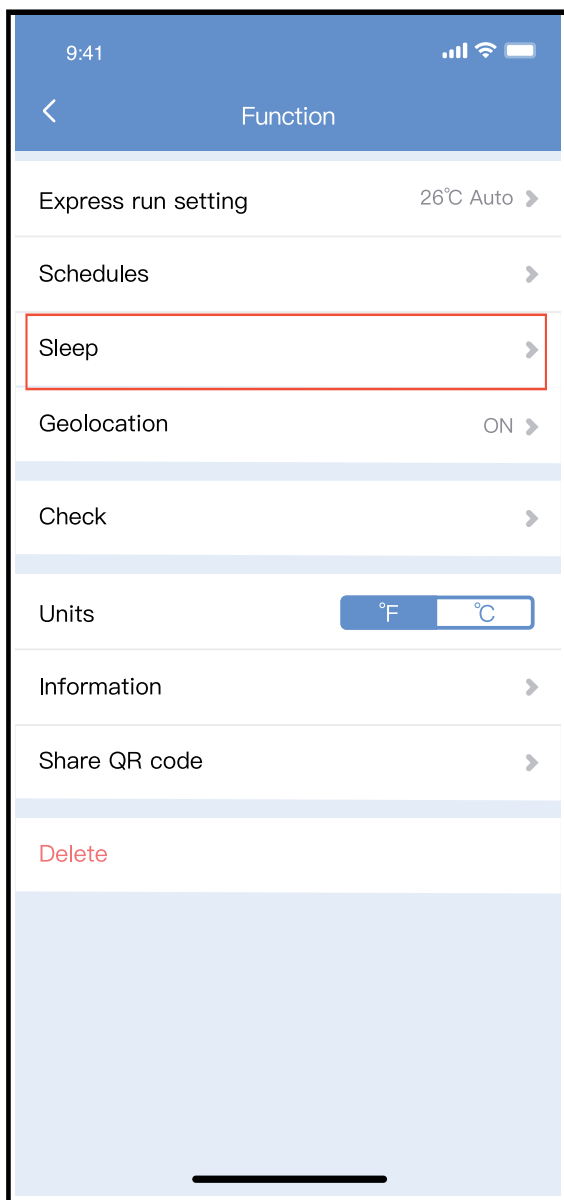 9:41
Function
Express run setting 26℃ Auto
Schedules
Sleep
Geolocation ON
Check
Units ℉ ℃
Information
Share QR code
Delete